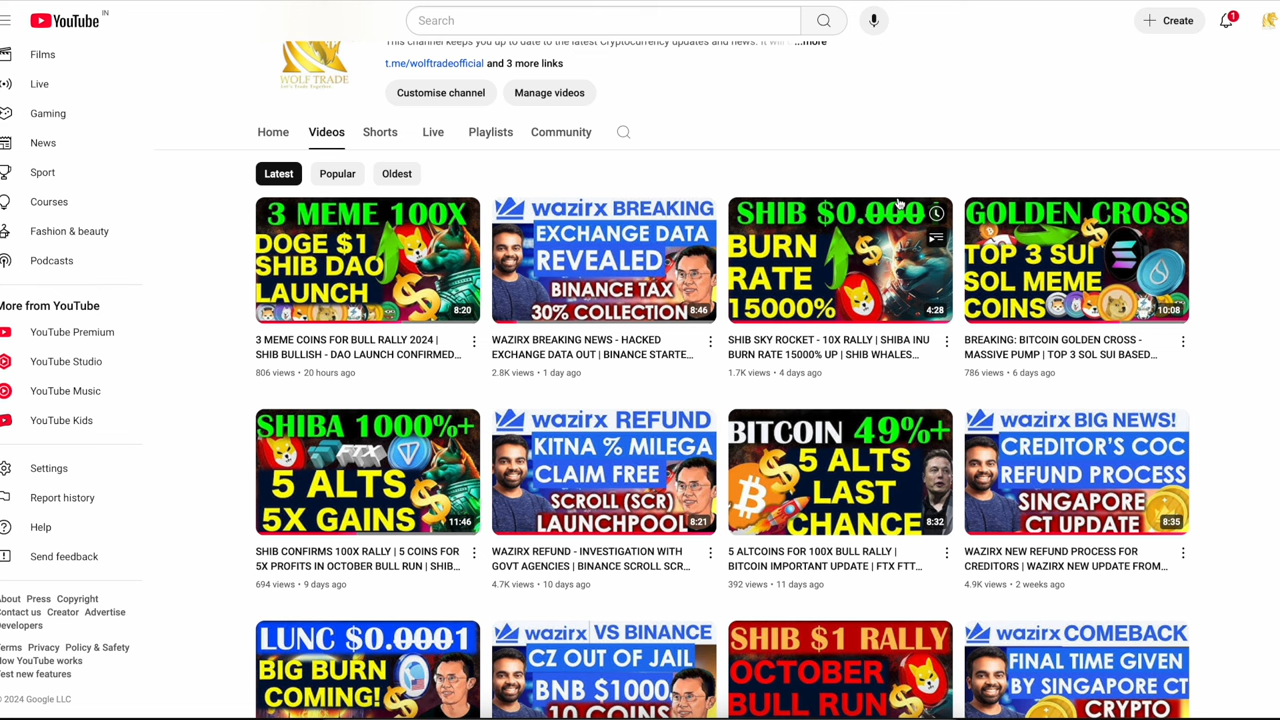 YouTube IN
Search
Create
1
Films
Live
Gaming
News
Sport
Courses
Fashion & beauty
Podcasts
More from YouTube
YouTube Premium
YouTube Studio
YouTube Music
YouTube Kids
Settings
Report history
Help
Send feedback
About Press Copyright
Contact us Creator Advertise
Developers
Terms Privacy Policy & Safety
How YouTube works
Test new features
© 2024 Google LLC
WOLF TRADE
This channel keeps you up to date to the latest Cryptocurrency updates and news. It will ...more
t.me/wolftradeofficial and 3 more links
Customise channel
Manage videos
Home Videos Shorts Live Playlists Community
Latest Popular Oldest
3 MEME 100X
DOGE $1
SHIB DAO
LAUNCH
8:20
3 MEME COINS FOR BULL RALLY 2024 |
SHIB BULLISH - DAO LAUNCH CONFIRMED...
806 views • 20 hours ago
wazirx BREAKING
EXCHANGE DATA
REVEALED
BINANCE TAX
30% COLLECTION
8:46
WAZIRX BREAKING NEWS - HACKED
EXCHANGE DATA OUT | BINANCE STARTE...
2.8K views • 1 day ago
SHIB $0.000
BURN
RATE
15000%
4:28
SHIB SKY ROCKET - 10X RALLY | SHIBA INU
BURN RATE 15000% UP | SHIB WHALES...
1.7K views • 4 days ago
GOLDEN CROSS
TOP 3 SUI
SOL MEME
COINS
10:08
BREAKING: BITCOIN GOLDEN CROSS -
MASSIVE PUMP | TOP 3 SOL SUI BASED...
786 views • 6 days ago
SHIBA 1000%+
FTX
5 ALTS
5X GAINS
11:46
SHIB CONFIRMS 100X RALLY | 5 COINS FOR
5X PROFITS IN OCTOBER BULL RUN | SHIB...
694 views • 9 days ago
wazirx REFUND
KITNA % MILEGA
CLAIM FREE
SCROLL (SCR)
LAUNCHPOOL
8:21
WAZIRX REFUND - INVESTIGATION WITH
GOVT AGENCIES | BINANCE SCROLL SCR...
4.7K views • 10 days ago
BITCOIN 49%+
5 ALTS
LAST
CHANCE
8:32
5 ALTCOINS FOR 100X BULL RALLY |
BITCOIN IMPORTANT UPDATE | FTX FTT...
392 views • 11 days ago
wazirx BIG NEWS!
CREDITOR'S COC
REFUND PROCESS
SINGAPORE
CT UPDATE
8:35
WAZIRX NEW REFUND PROCESS FOR
CREDITORS | WAZIRX NEW UPDATE FROM...
4.9K views • 2 weeks ago
LUNC $0.0001
BIG BURN
COMING!
wazirx VS BINANCE
CZ OUT OF JAIL
BNB $1000
10 COINS
SHIB $1 RALLY
OCTOBER
BULL RUN
wazirx COMEBACK
FINAL TIME GIVEN
BY SINGAPORE CT
CRYPTO